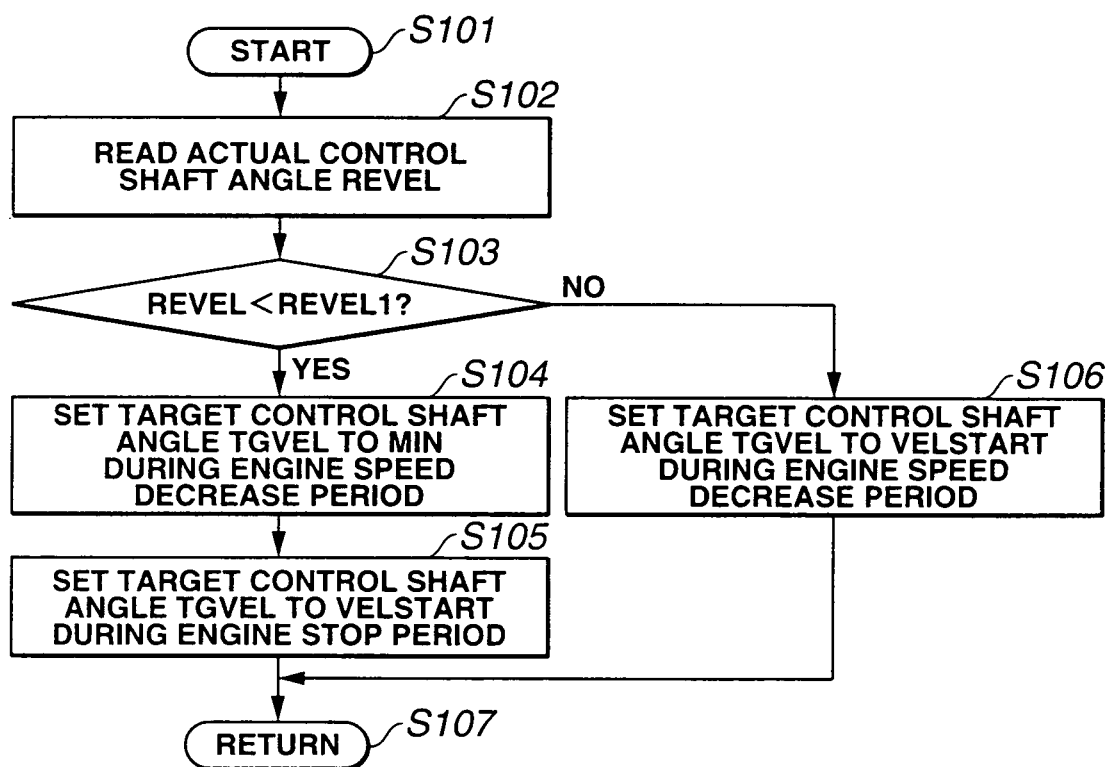 S101
START
S102
READ ACTUAL CONTROL
SHAFT ANGLE REVEL
S103
REVEL<REVEL1?
NO
YES
S104
SET TARGET CONTROL SHAFT
ANGLE TGVEL TO MIN
DURING ENGINE SPEED
DECREASE PERIOD
S106
SET TARGET CONTROL SHAFT
ANGLE TGVEL TO VELSTART
DURING ENGINE SPEED
DECREASE PERIOD
S105
SET TARGET CONTROL SHAFT
ANGLE TGVEL TO VELSTART
DURING ENGINE STOP PERIOD
S107
RETURN